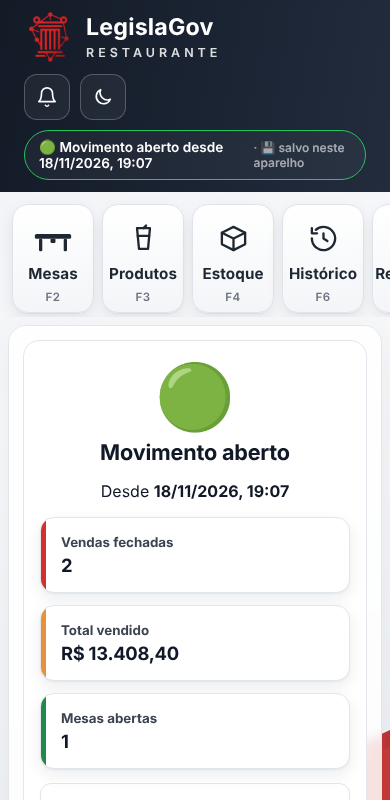 LegislaGov
RESTAURANTE
Movimento aberto desde
18/11/2026, 19:07
· 💾 salvo neste
aparelho
Mesas
F2
Produtos
F3
Estoque
F4
Histórico
F6
Movimento aberto
Desde 18/11/2026, 19:07
Vendas fechadas
2
Total vendido
R$ 13.408,40
Mesas abertas
1